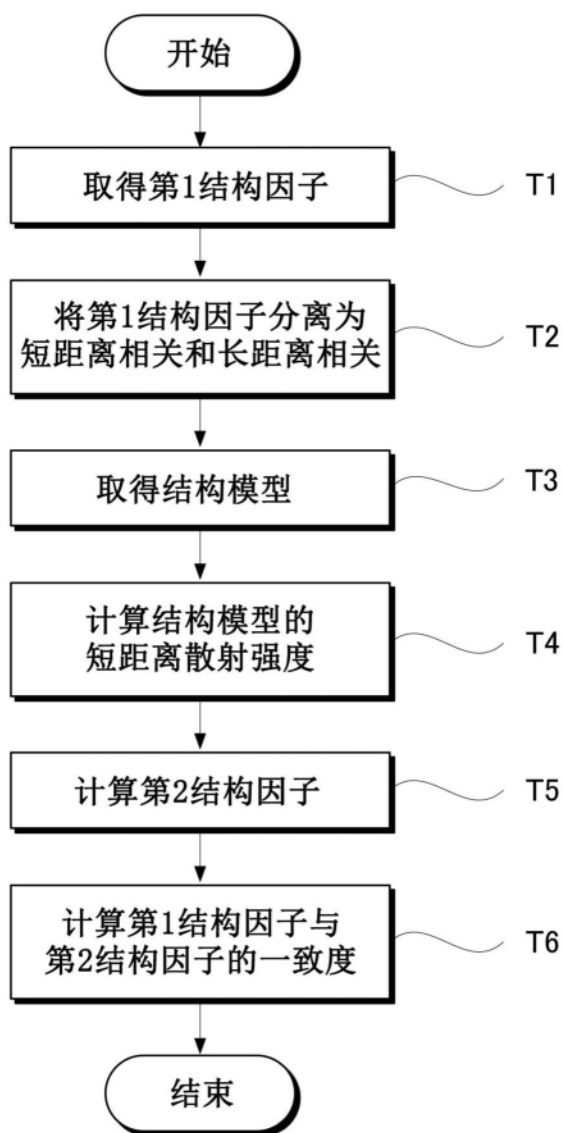 开始
取得第1结构因子
T1
将第1结构因子分离为
短距离相关和长距离相关
T2
取得结构模型
T3
计算结构模型的
短距离散射强度
T4
计算第2结构因子
T5
计算第1结构因子与
第2结构因子的一致度
T6
结束